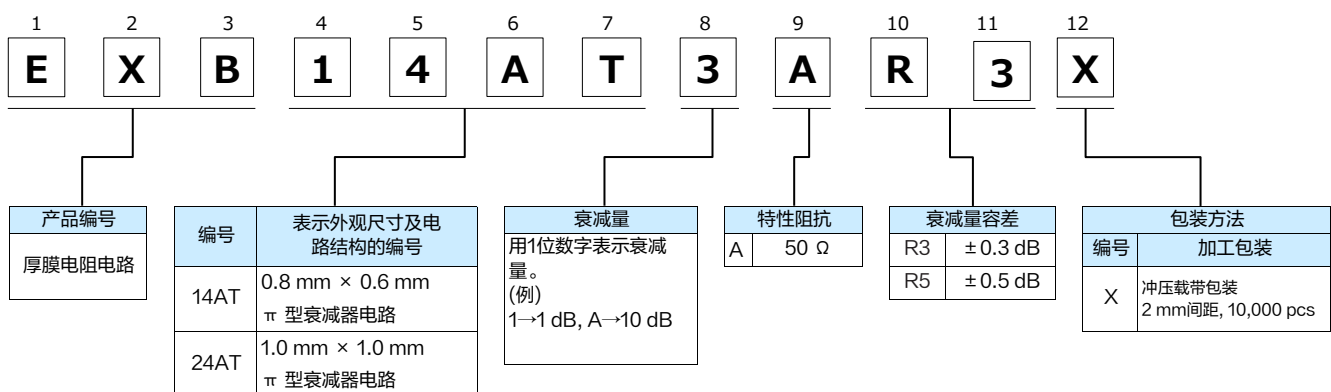 1 2 3 4 5 6 7 8 9 10 11 12
E X B 1 4 A T 3 A R 3 X
产品编号
厚膜电阻电路
编号 表示外观尺寸及电
路结构的编号
14AT 0.8 mm × 0.6 mm
π 型衰减器电路
24AT 1.0 mm × 1.0 mm
π 型衰减器电路
衰减量
用1位数字表示衰减
量。
(例)
1→1 dB, A→10 dB
特性阻抗
A 50 Ω
衰减量容差
R3 ±0.3 dB
R5 ±0.5 dB
包装方法
编号 加工包装
X 冲压载带包装
2 mm间距, 10,000 pcs